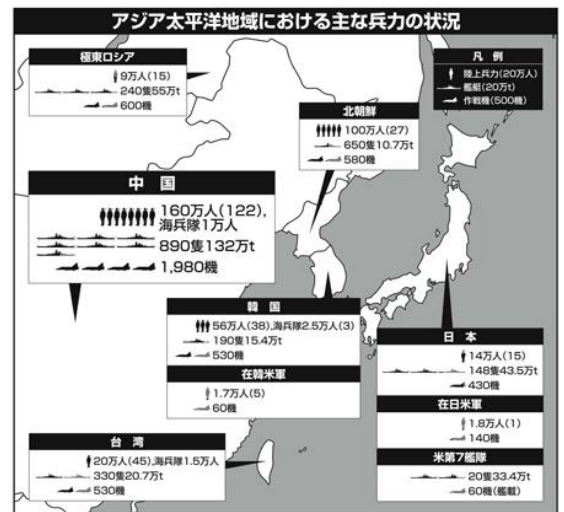 アジア太平洋地域における主な兵力の状況
極東ロシア
9万人(15)
240隻55万t
600機
凡 例
陸上兵力(20万人)
艦艇(20万t)
作戦機(500機)
北朝鮮
100万人(27)
650隻10.7万t
580機
中 国
160万人(122),
海兵隊1万人
890隻132万t
1,980機
韓 国
56万人(38),海兵隊2.5万人(3)
190隻15.4万t
530機
在韓米軍
1.7万人(5)
60機
日 本
14万人(15)
148隻43.5万t
430機
在日米軍
1.8万人(1)
140機
米第7艦隊
20隻33.4万t
60機(艦載)
台 湾
20万人(45),海兵隊1.5万人
330隻20.7万t
530機